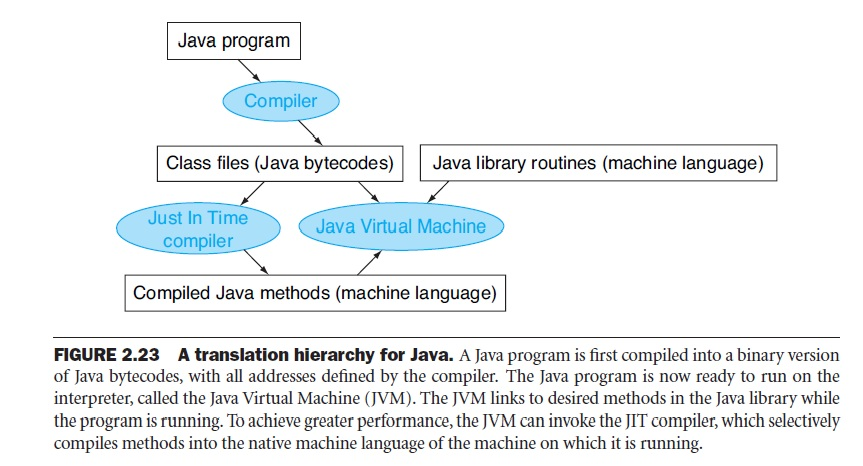 Java program
Compiler
Class files (Java bytecodes)
Java library routines (machine language)
Just In Time
compiler
Java Virtual Machine
Compiled Java methods (machine language)
FIGURE 2.23 A translation hierarchy for Java. A Java program is first compiled into a binary version
of Java bytecodes, with all addresses defined by the compiler. The Java program is now ready to run on the
interpreter, called the Java Virtual Machine (JVM). The JVM links to desired methods in the Java library while
the program is running. To achieve greater performance, the JVM can invoke the JIT compiler, which selectively
compiles methods into the native machine language of the machine on which it is running.